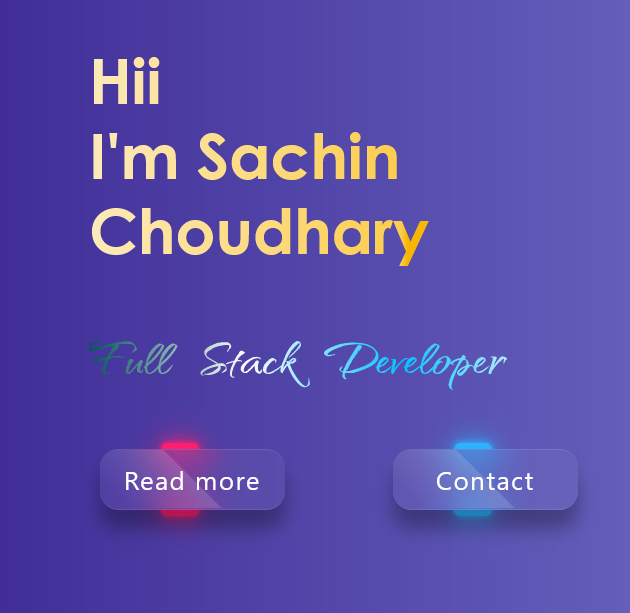 Hii
I'm Sachin
Choudhary
Full Stack Developer
Read more
Contact